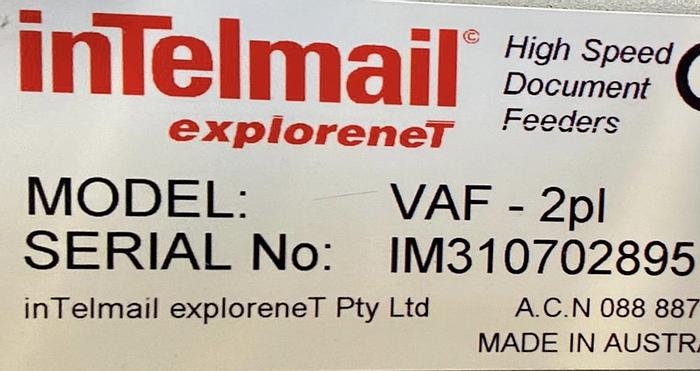 inTelmail©
exploreneT
High Speed
Document
Feeders
MODEL: VAF - 2pl
SERIAL No: IM310702895
inTelmail exploreneT Pty Ltd A.C.N 088 887
MADE IN AUSTRA